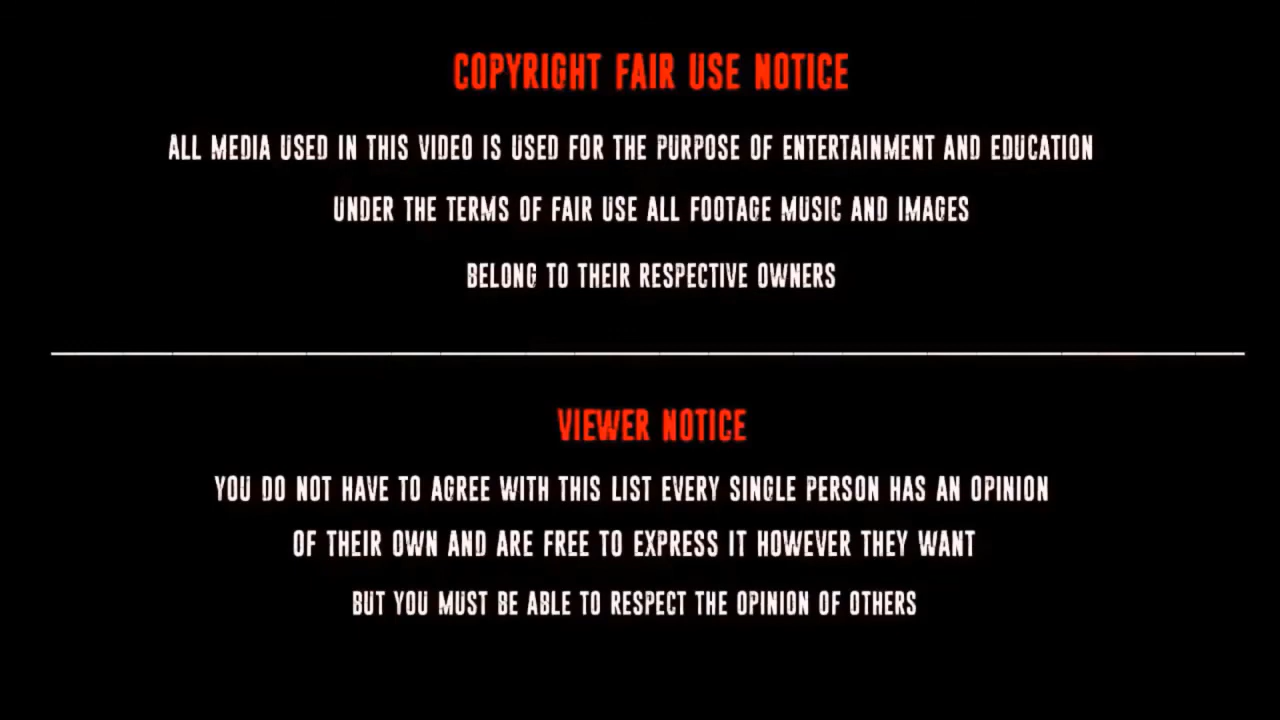 COPYRIGHT FAIR USE NOTICE
ALL MEDIA USED IN THIS VIDEO IS USED FOR THE PURPOSE OF ENTERTAINMENT AND EDUCATION
UNDER THE TERMS OF FAIR USE ALL FOOTAGE MUSIC AND IMAGES
BELONG TO THEIR RESPECTIVE OWNERS
VIEWER NOTICE
YOU DO NOT HAVE TO AGREE WITH THIS LIST EVERY SINGLE PERSON HAS AN OPINION
OF THEIR OWN AND ARE FREE TO EXPRESS IT HOWEVER THEY WANT
BUT YOU MUST BE ABLE TO RESPECT THE OPINION OF OTHERS